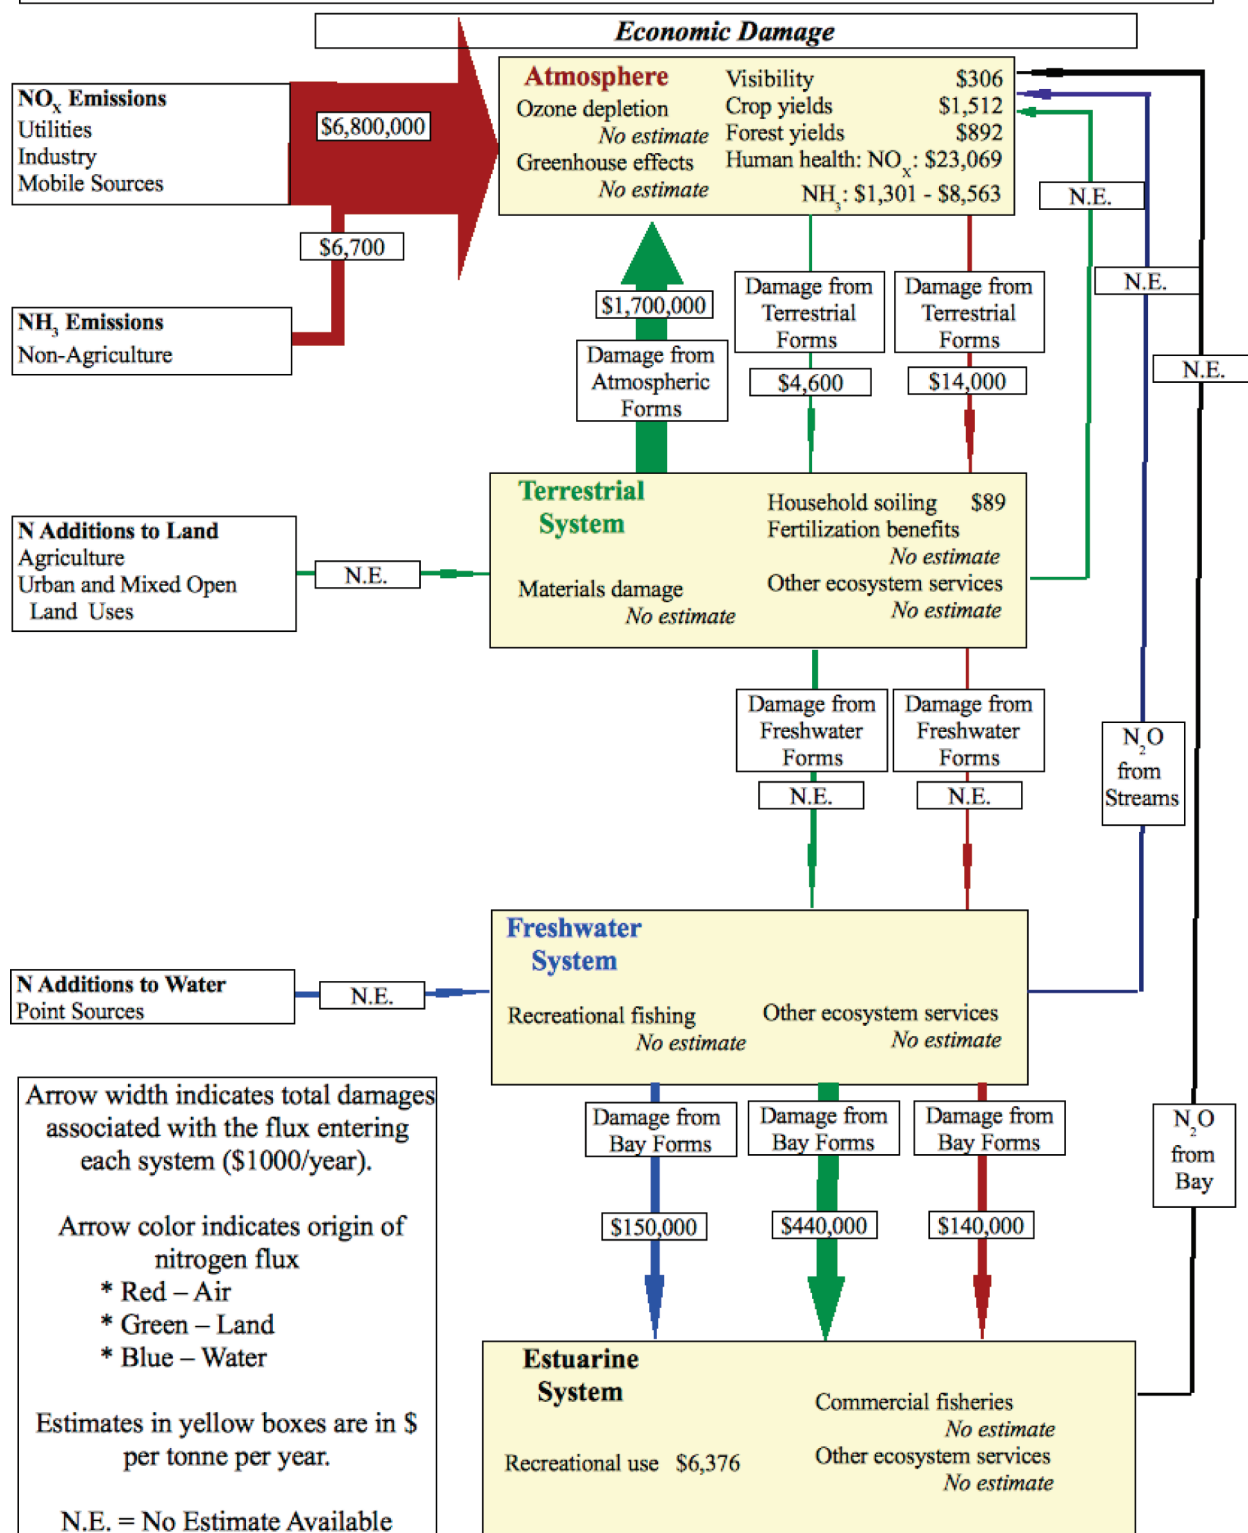 Economic Damage
NOX Emissions
Utilities
Industry
Mobile Sources
$6,800,000
$6,700
NH3 Emissions
Non-Agriculture
Atmosphere
Ozone depletion
No estimate
Greenhouse effects
No estimate
Visibility $306
Crop yields $1,512
Forest yields $892
Human health: NOX: $23,069
NH3: $1,301 - $8,563
N.E.
N.E.
N.E.
$1,700,000
Damage from
Atmospheric
Forms
Damage from
Terrestrial
Forms
$4,600
Damage from
Terrestrial
Forms
$14,000
N Additions to Land
Agriculture
Urban and Mixed Open
Land Uses
N.E.
Terrestrial
System
Materials damage
No estimate
Household soiling $89
Fertilization benefits
No estimate
Other ecosystem services
No estimate
Damage from
Freshwater
Forms
N.E.
Damage from
Freshwater
Forms
N.E.
N2O
from
Streams
N Additions to Water
Point Sources
N.E.
Freshwater
System
Recreational fishing
No estimate
Other ecosystem services
No estimate
Damage from
Bay Forms
$150,000
Damage from
Bay Forms
$440,000
Damage from
Bay Forms
$140,000
N2O
from
Bay
Arrow width indicates total damages
associated with the flux entering
each system ($1000/year).
Arrow color indicates origin of
nitrogen flux
* Red – Air
* Green – Land
* Blue – Water
Estimates in yellow boxes are in $
per tonne per year.
N.E. = No Estimate Available
Estuarine
System
Recreational use $6,376
Commercial fisheries
No estimate
Other ecosystem services
No estimate